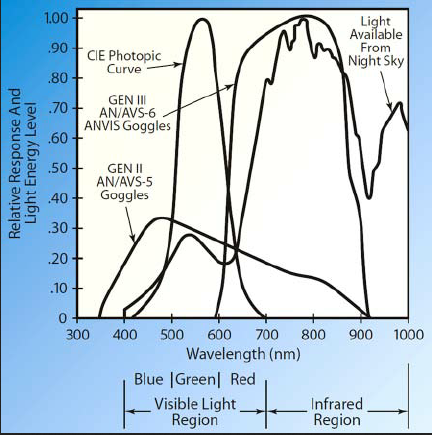 Relative Response And
Light Energy Level
1.00
.90
.80
.70
.60
.50
.40
.30
.20
.10
0
CIE Photopic
Curve
GEN III
AN/AVS-6
ANVIS Goggles
GEN II
AN/AVS-5
Goggles
Light
Available
From
Night Sky
300 400 500 600 700 800 900 1000
Wavelength (nm)
Blue |Green| Red
Visible Light
Region
Infrared
Region